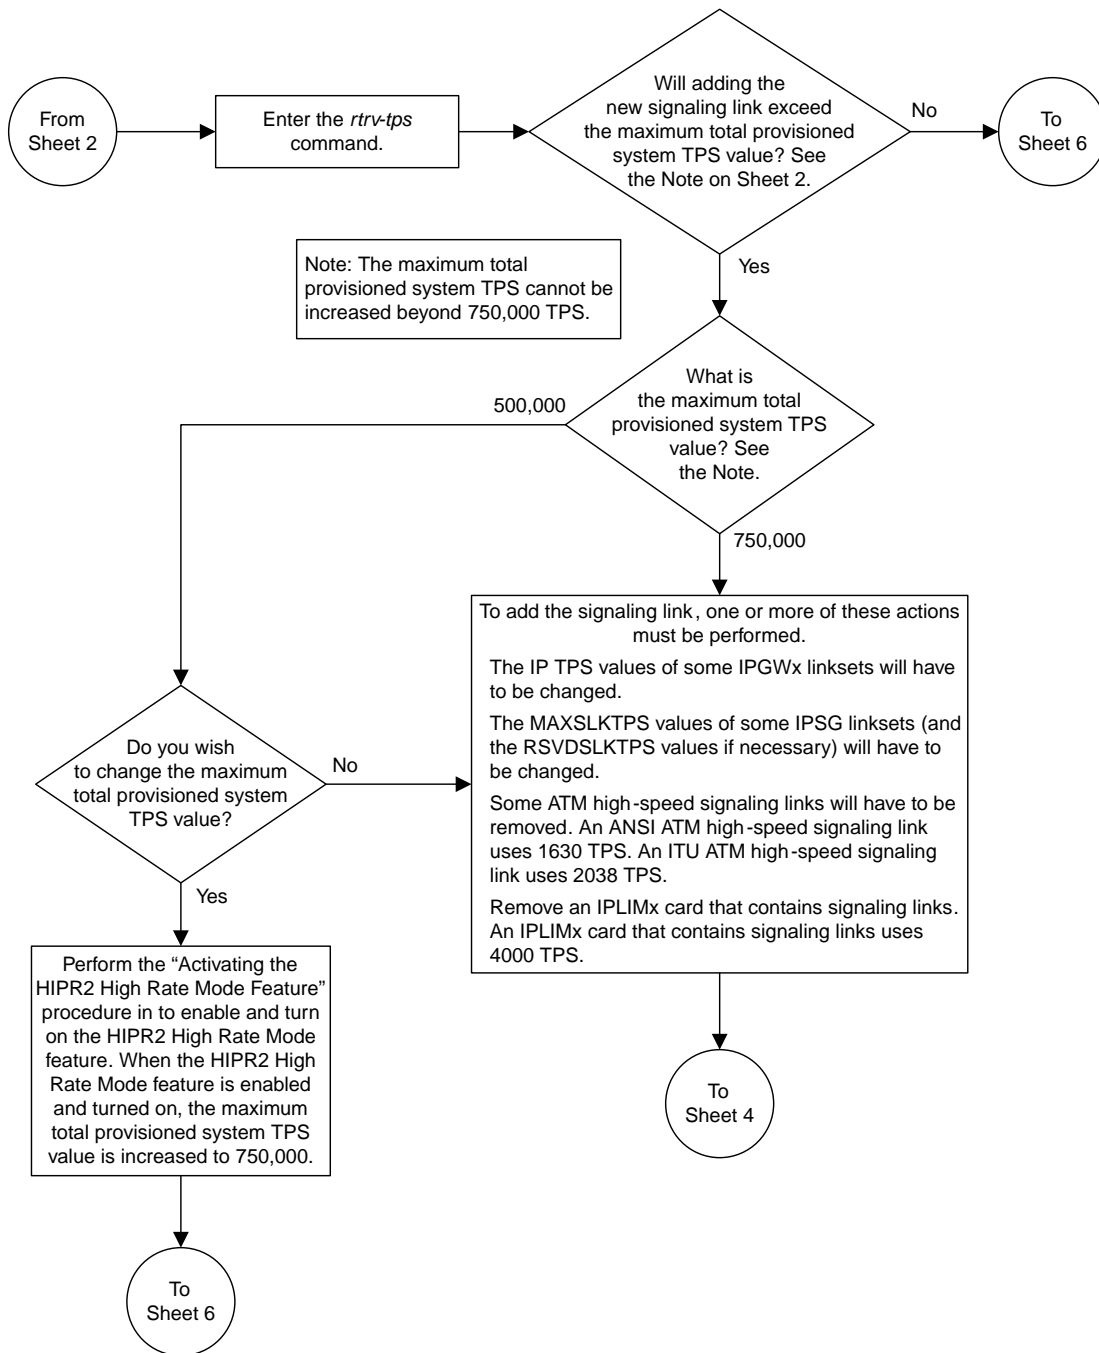 From
Sheet 2
Enter the rtrv-tps
command.
Will adding the
new signaling link exceed
the maximum total provisioned
system TPS value? See
the Note on Sheet 2.
No
To
Sheet 6
Yes
Note: The maximum total
provisioned system TPS cannot be
increased beyond 750,000 TPS.
What is
the maximum total
provisioned system TPS
value? See
the Note.
500,000
750,000
To add the signaling link, one or more of these actions
must be performed.
The IP TPS values of some IPGWx linksets will have
to be changed.
The MAXSLKTPS values of some IPSG linksets (and
the RSVDSLKTPS values if necessary) will have to
be changed.
Some ATM high-speed signaling links will have to be
removed. An ANSI ATM high-speed signaling link
uses 1630 TPS. An ITU ATM high-speed signaling
link uses 2038 TPS.
Remove an IPLIMx card that contains signaling links.
An IPLIMx card that contains signaling links uses
4000 TPS.
Do you wish
to change the maximum
total provisioned system
TPS value?
No
Yes
Perform the “Activating the
HIPR2 High Rate Mode Feature”
procedure in to enable and turn
on the HIPR2 High Rate Mode
feature. When the HIPR2 High
Rate Mode feature is enabled
and turned on, the maximum
total provisioned system TPS
value is increased to 750,000.
To
Sheet 4
To
Sheet 6